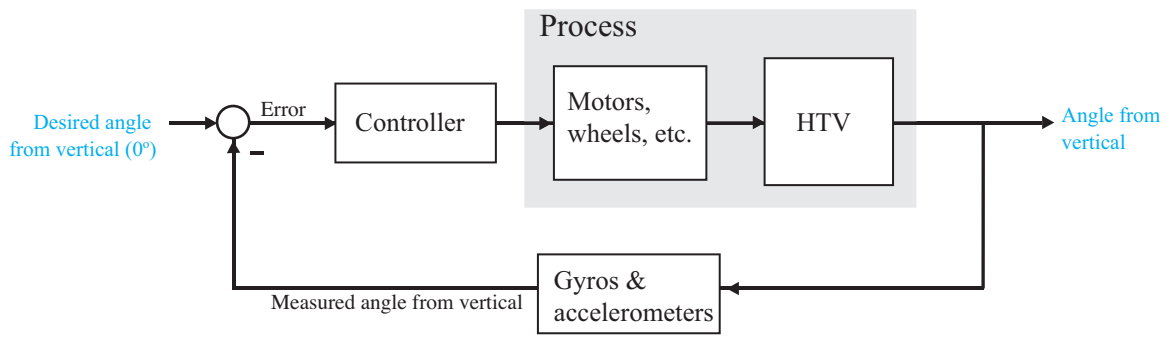 Process
Desired angle
from vertical (0º)
Error
−
Controller
Motors,
wheels, etc.
HTV
Angle from
vertical
Gyros &
accelerometers
Measured angle from vertical